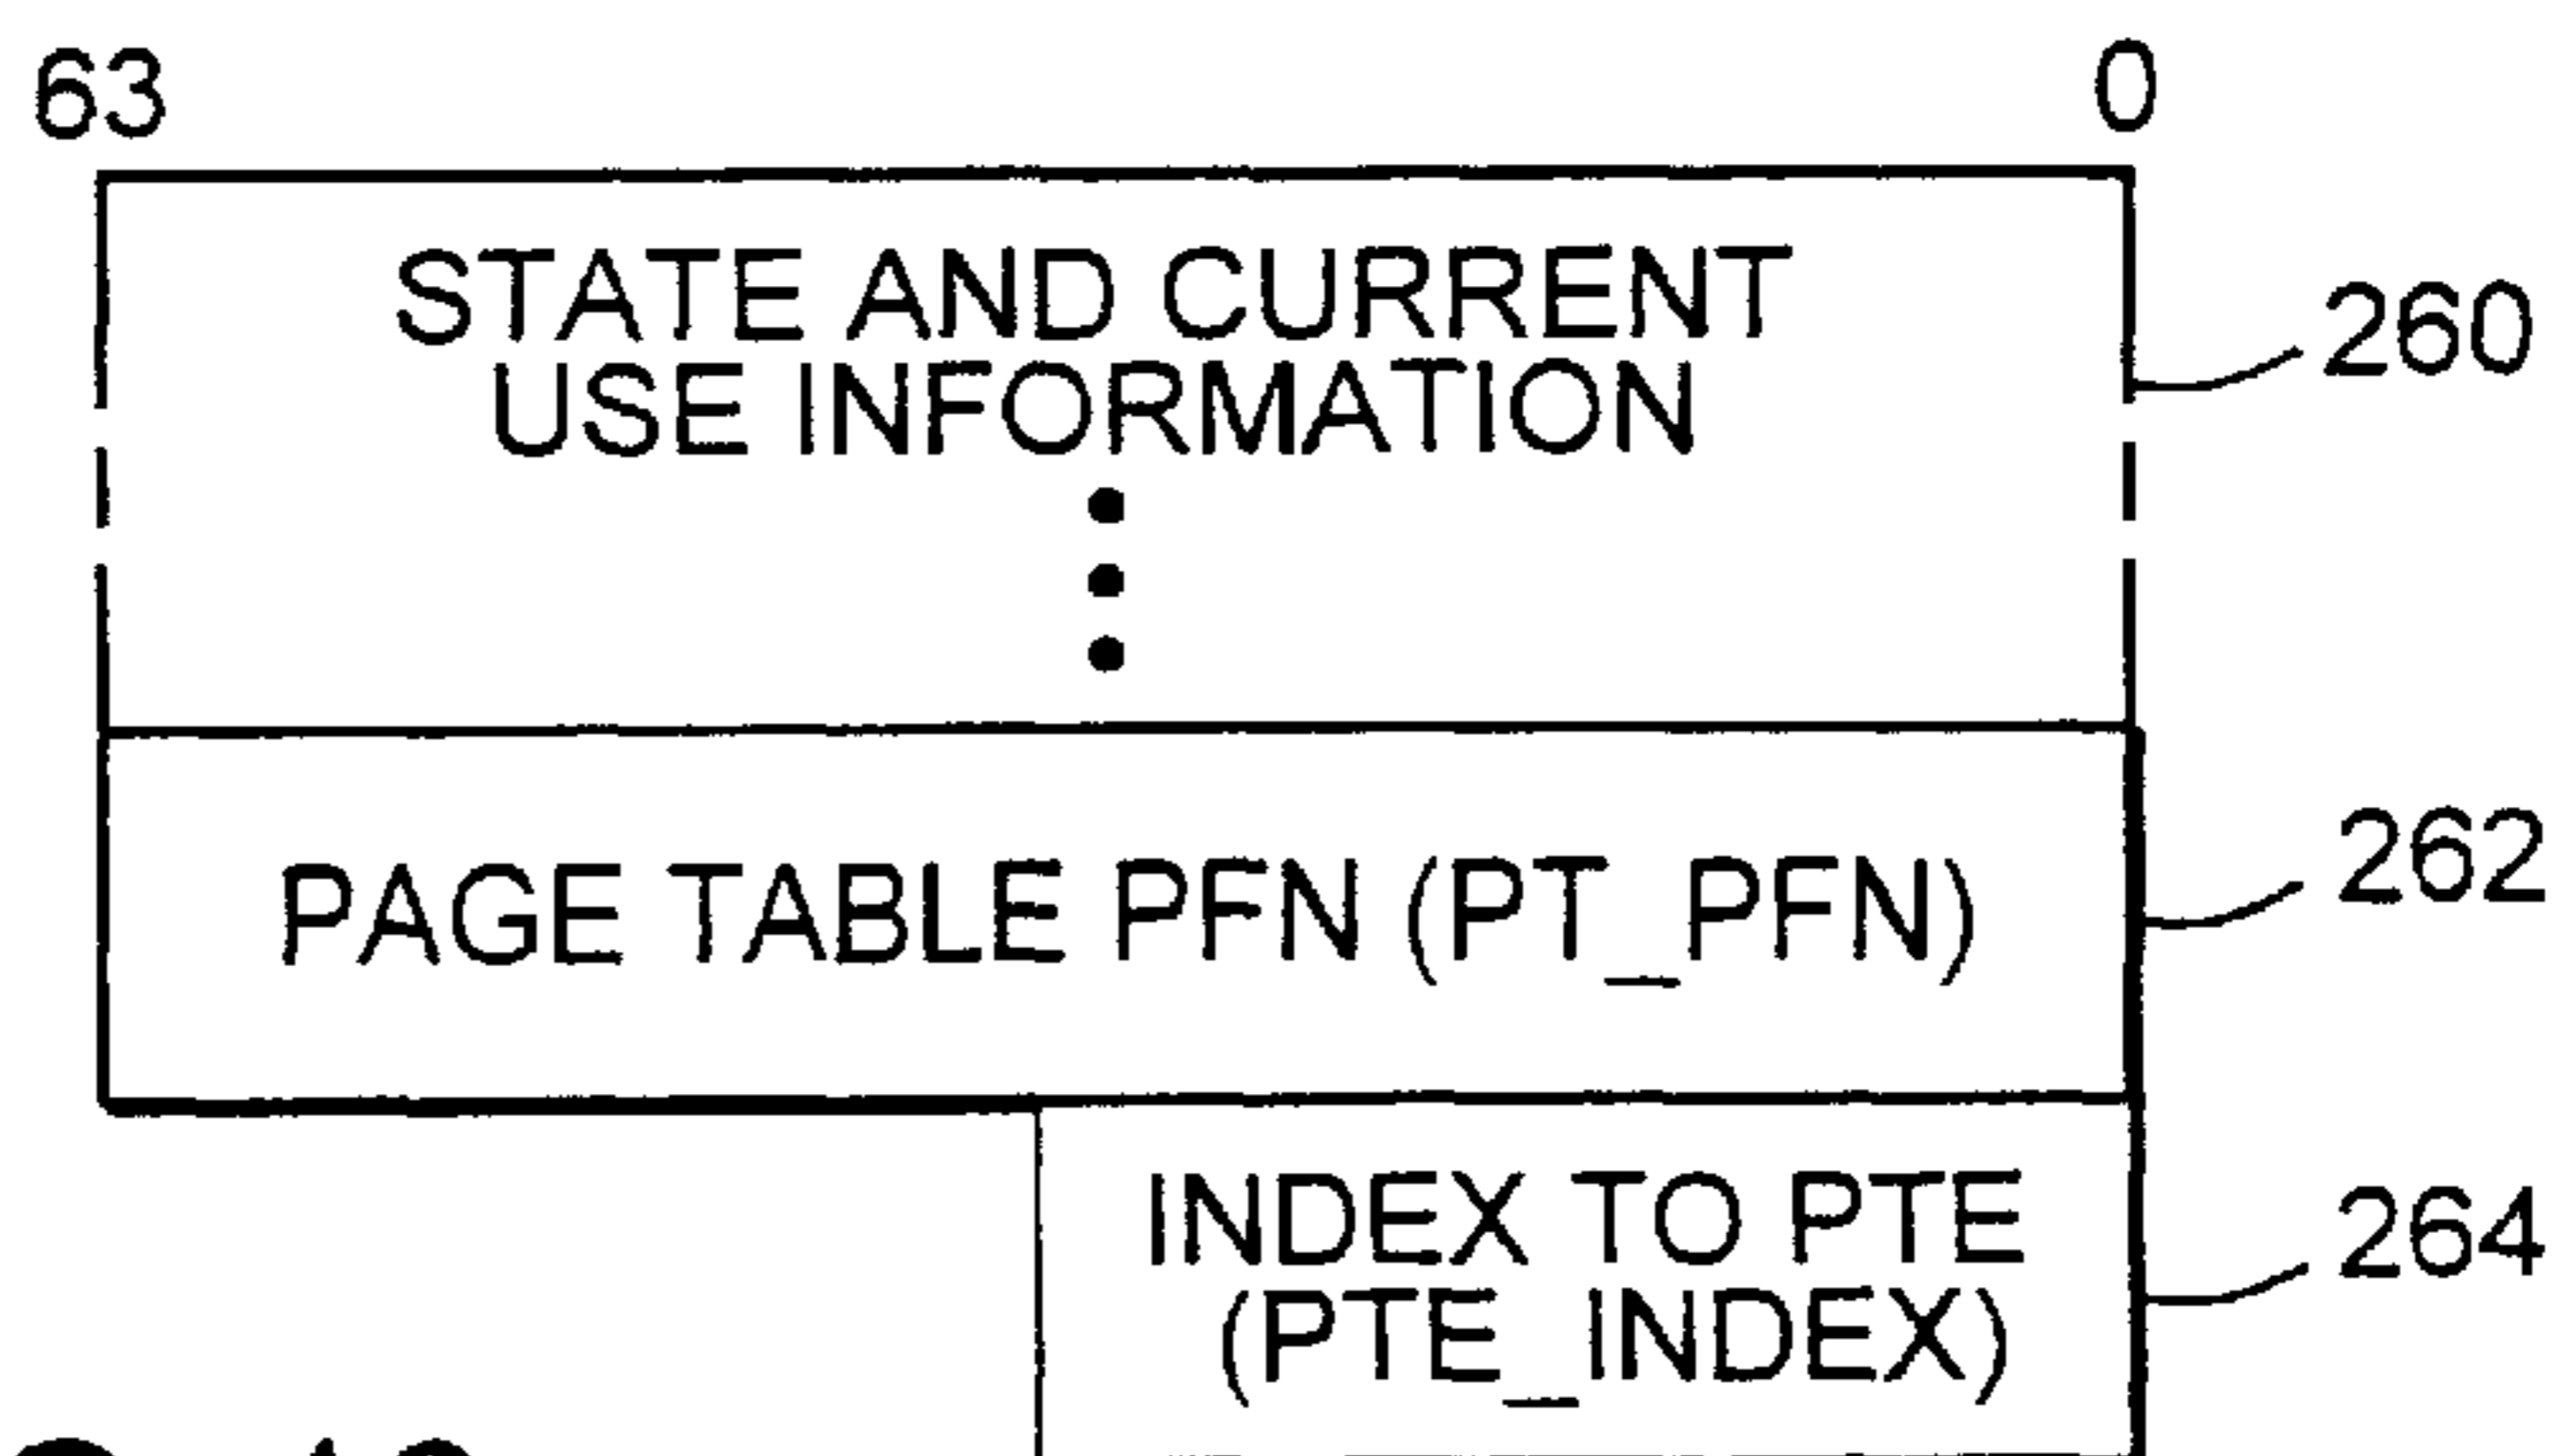 63 0
STATE AND CURRENT
USE INFORMATION
260
PAGE TABLE PFN (PT_PFN)
262
INDEX TO PTE
(PTE_INDEX)
264